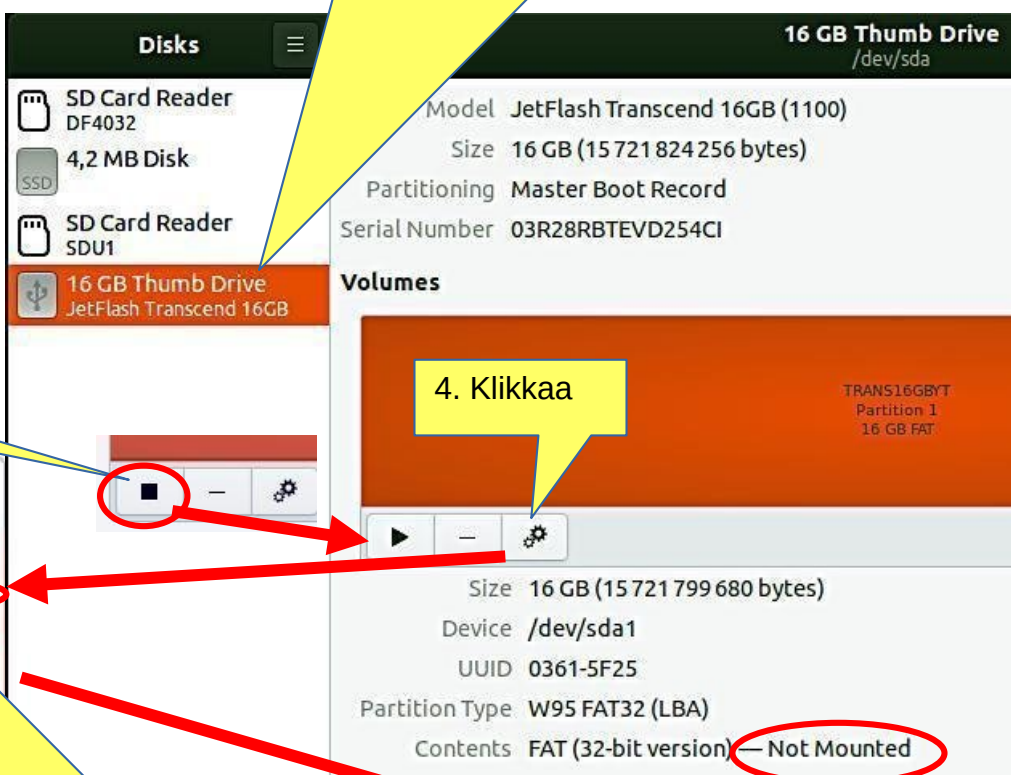 Disks
16 GB Thumb Drive
/dev/sda
SD Card Reader
DF4032
4,2 MB Disk
SSD
SD Card Reader
SDU1
16 GB Thumb Drive
JetFlash Transcend 16GB
Model JetFlash Transcend 16GB (1100)
Size 16 GB (15 721 824 256 bytes)
Partitioning Master Boot Record
Serial Number 03R28RBTEVD254CI
Volumes
4. Klikkaa
TRANS16GBYT
Partition 1
16 GB FAT
Size 16 GB (15 721 799 680 bytes)
Device /dev/sda1
UUID 0361-5F25
Partition Type W95 FAT32 (LBA)
Contents FAT (32-bit version) — Not Mounted